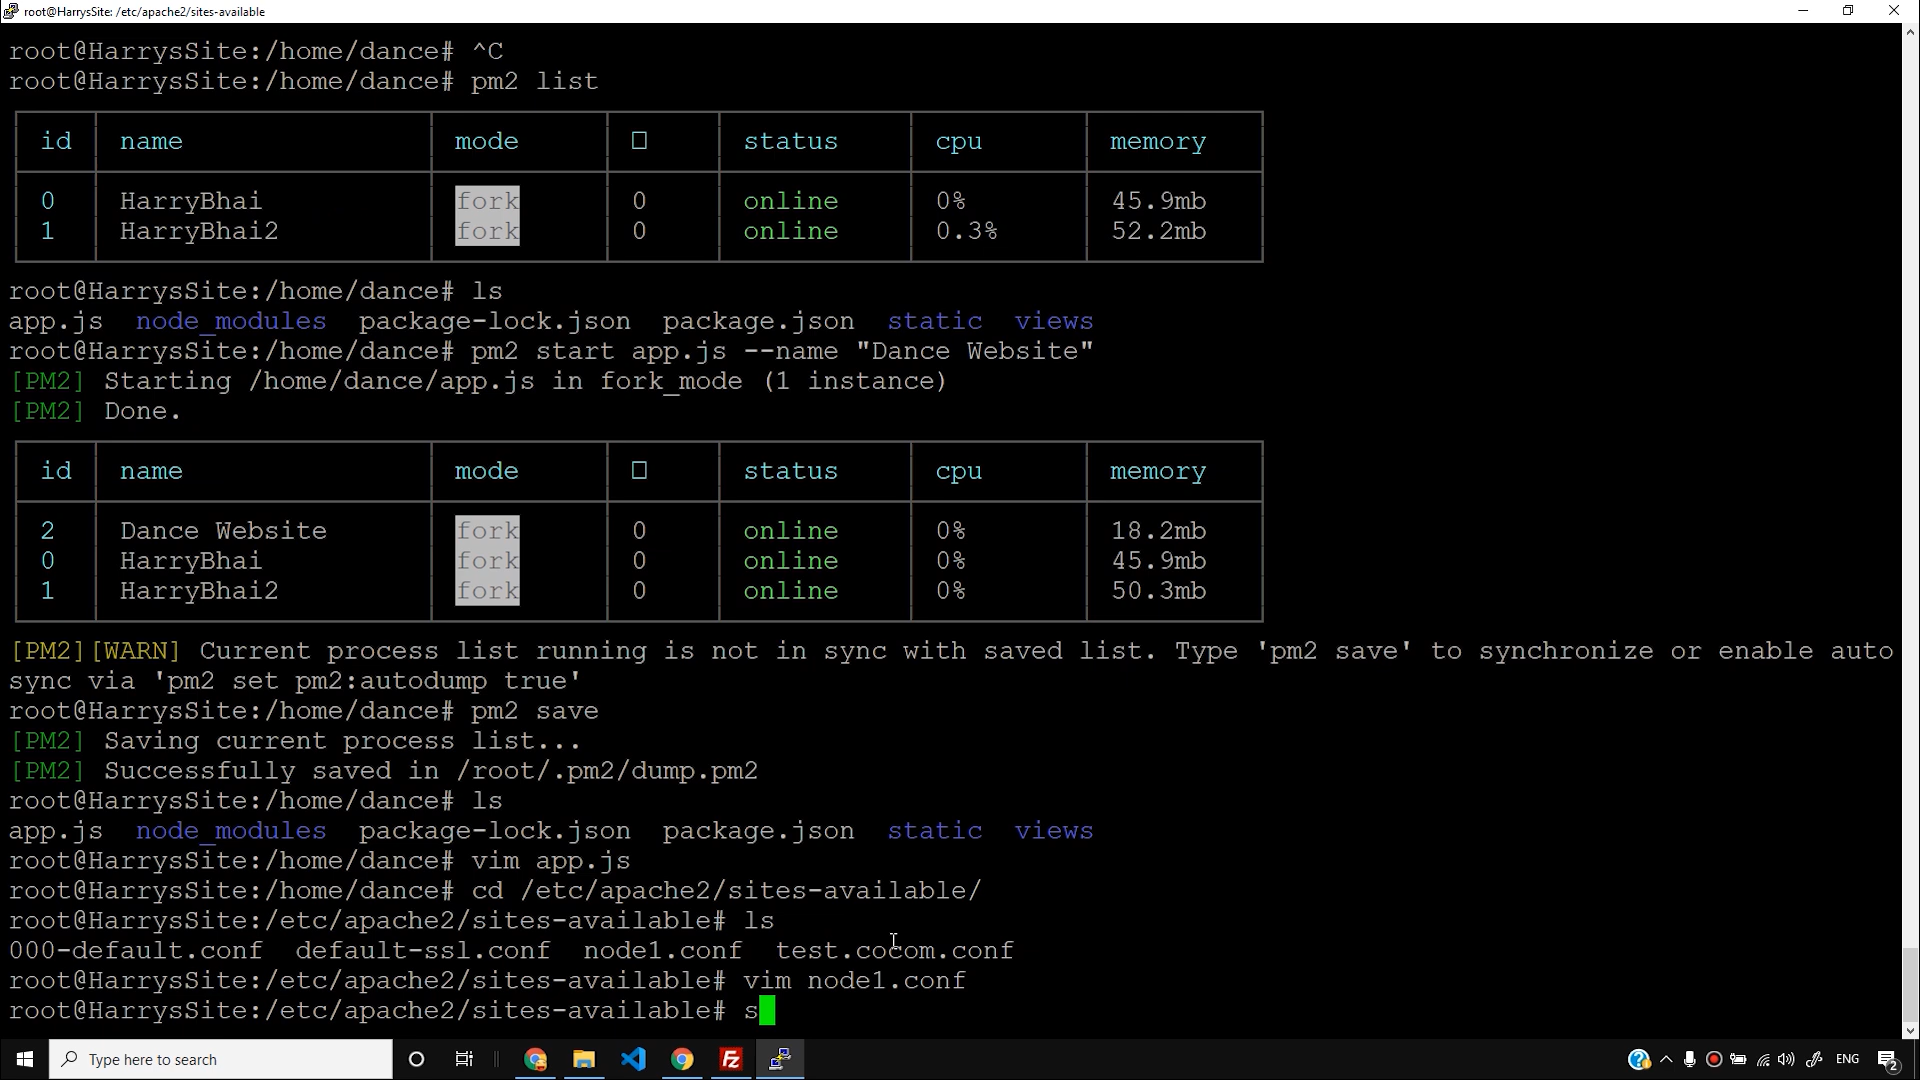 root@HarrysSite: /etc/apache2/sites-available
root@HarrysSite:/home/dance# ^C
root@HarrysSite:/home/dance# pm2 list
id name mode status cpu memory
0 HarryBhai fork 0 online 0% 45.9mb
1 HarryBhai2 fork 0 online 0.3% 52.2mb
root@HarrysSite:/home/dance# ls
app.js node_modules package-lock.json package.json static views
root@HarrysSite:/home/dance# pm2 start app.js --name "Dance Website"
[PM2] Starting /home/dance/app.js in fork_mode (1 instance)
[PM2] Done.
id name mode status cpu memory
2 Dance Website fork 0 online 0% 18.2mb
0 HarryBhai fork 0 online 0% 45.9mb
1 HarryBhai2 fork 0 online 0% 50.3mb
[PM2][WARN] Current process list running is not in sync with saved list. Type 'pm2 save' to synchronize or enable auto
sync via 'pm2 set pm2:autodump true'
root@HarrysSite:/home/dance# pm2 save
[PM2] Saving current process list...
[PM2] Successfully saved in /root/.pm2/dump.pm2
root@HarrysSite:/home/dance# ls
app.js node_modules package-lock.json package.json static views
root@HarrysSite:/home/dance# vim app.js
root@HarrysSite:/home/dance# cd /etc/apache2/sites-available/
root@HarrysSite:/etc/apache2/sites-available# ls
000-default.conf default-ssl.conf node1.conf test.cocom.conf
root@HarrysSite:/etc/apache2/sites-available# vim node1.conf
root@HarrysSite:/etc/apache2/sites-available# s
Type here to search
ENG
2